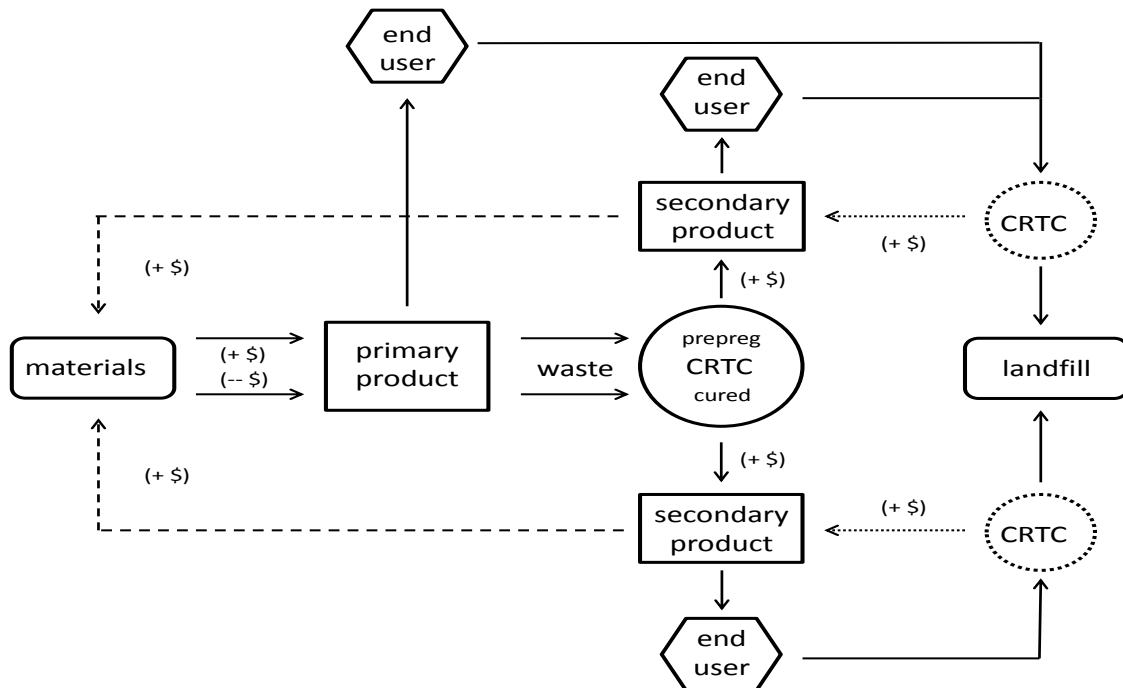 end
user
end
user
secondary
product
CRTC
(+ $)
(+ $)
(+ $)
materials
(+ $)
(-- $)
primary
product
waste
prepreg
CRTC
cured
landfill
(+ $)
(+ $)
(+ $)
secondary
product
CRTC
end
user